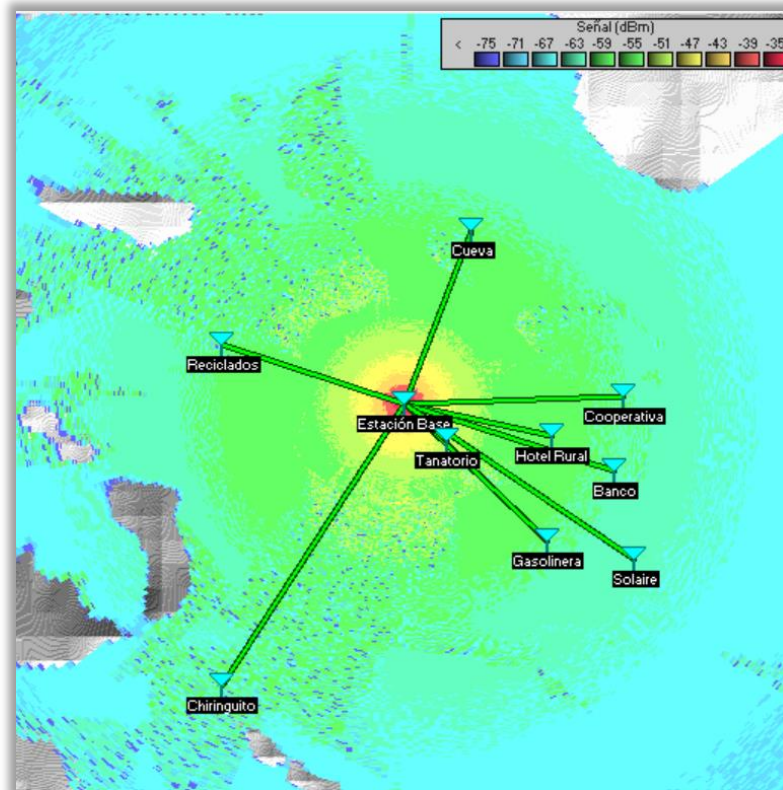 Señal (dBm)
< -75 -71 -67 -63 -59 -55 -51 -47 -43 -39 -35
Cueva
Reciclados
Estación Base
Cooperativa
Tanatorio
Hotel Rural
Banco
Gasolinera
Solaire
Chiringuito